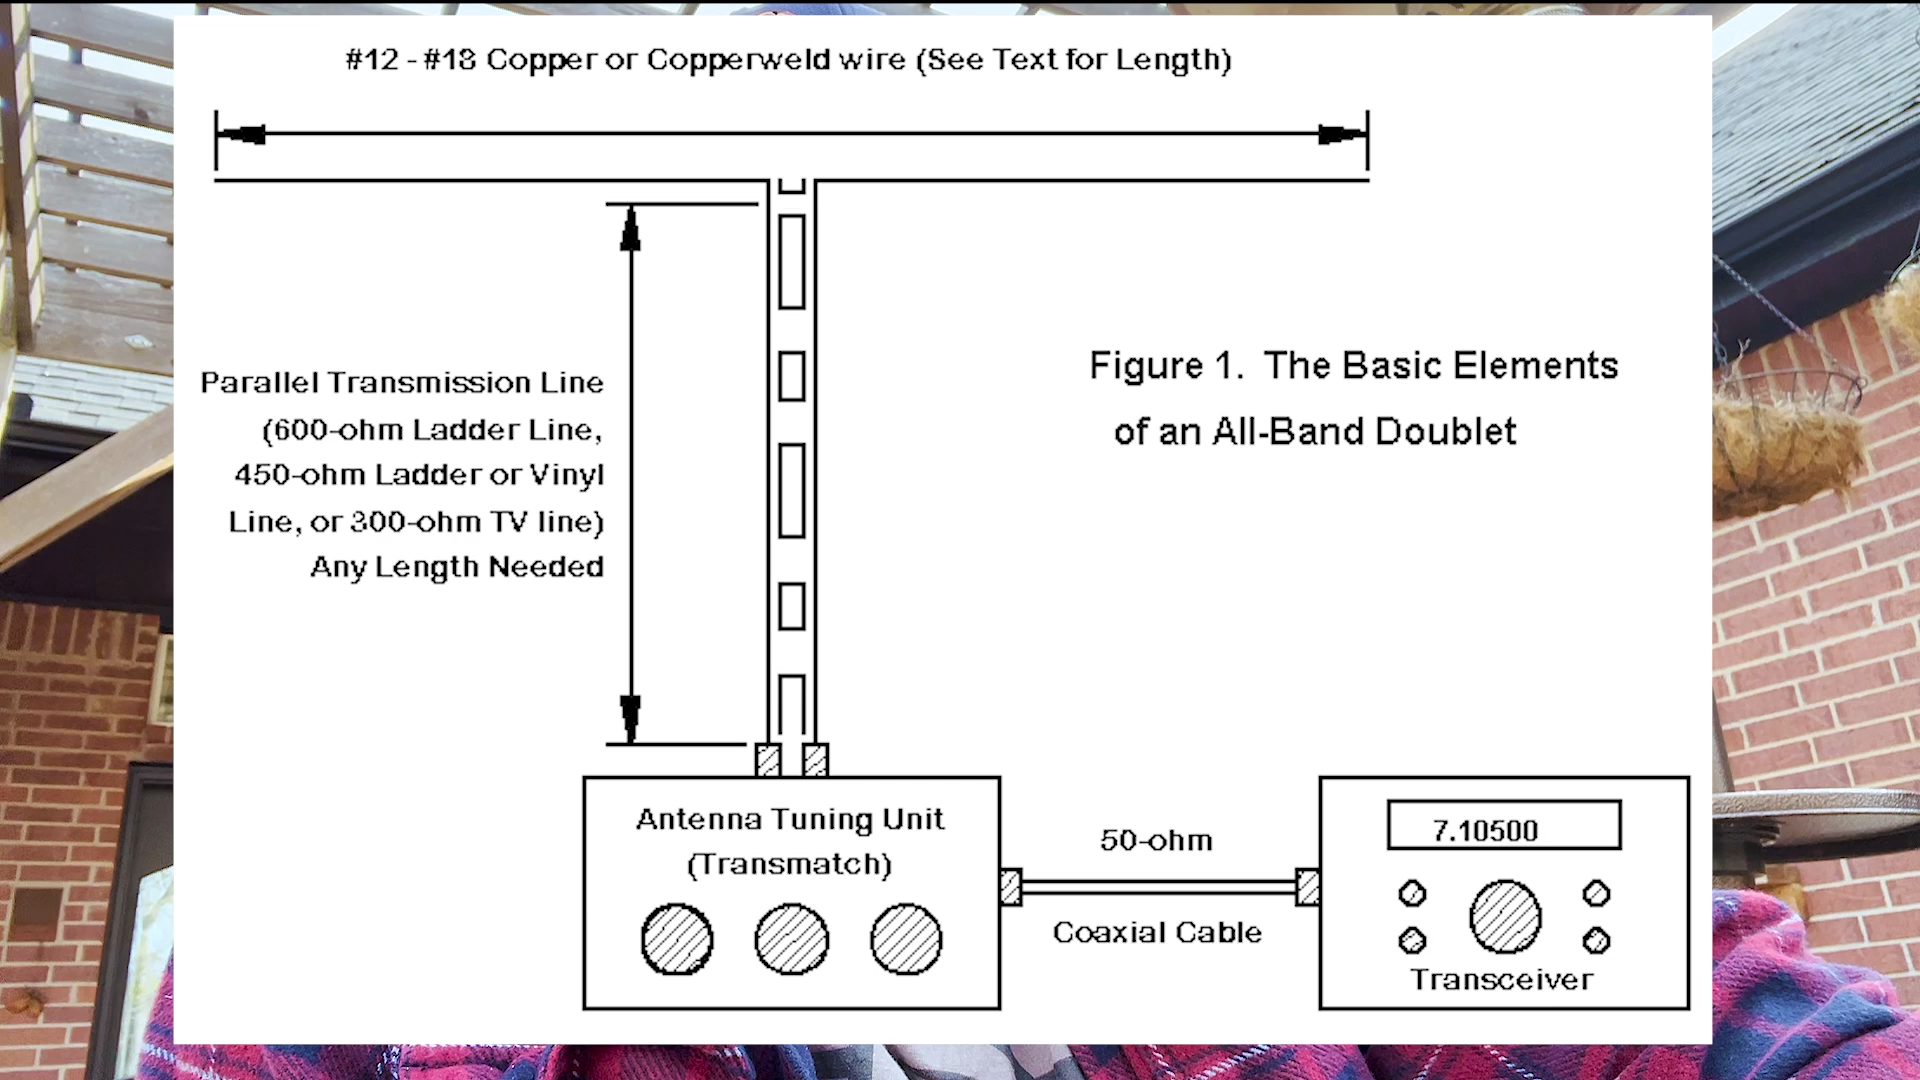 #12 - #18 Copper or Copperweld wire (See Text for Length)
Parallel Transmission Line
(600-ohm Ladder Line,
450-ohm Ladder or Vinyl
Line, or 300-ohm TV line)
Any Length Needed
Figure 1. The Basic Elements
of an All-Band Doublet
Antenna Tuning Unit
(Transmatch)
50-ohm
Coaxial Cable
7.10500
Transceiver